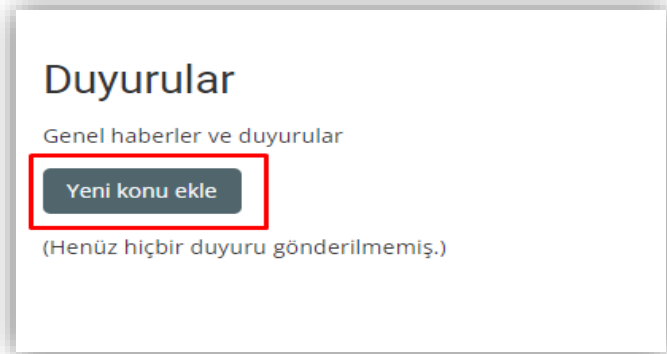 Duyurular
Genel haberler ve duyurular
Yeni konu ekle
(Henüz hiçbir duyuru gönderilmemiş.)